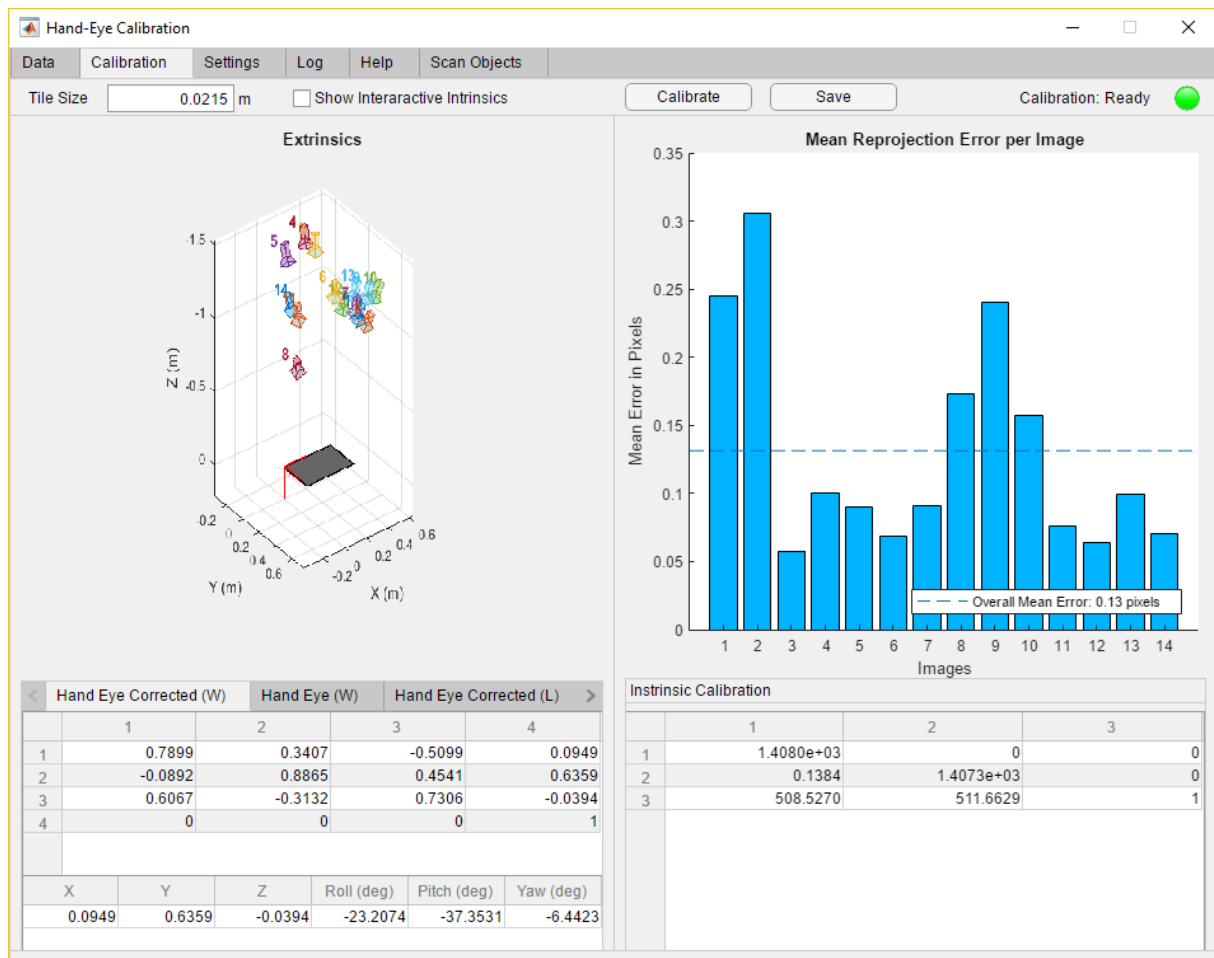 Hand-Eye Calibration
Data Calibration Settings Log Help Scan Objects
Tile Size 0.0215 m Show Interaractive Intrinsics Calibrate Save Calibration: Ready
Extrinsics
4
5
6
13
10
14
8
-1.5
-1
-0.5
0
Z (m)
-0.2
0
0.2
0.4
0.6
Y (m)
-0.2
0
0.2
0.4
0.6
X (m)
Mean Reprojection Error per Image
0.35
0.3
0.25
0.2
0.15
0.1
0.05
0
Mean Error in Pixels
Overall Mean Error: 0.13 pixels
1 2 3 4 5 6 7 8 9 10 11 12 13 14
Images
< Hand Eye Corrected (W) Hand Eye (W) Hand Eye Corrected (L) >
1 2 3 4
1 0.7899 0.3407 -0.5099 0.0949
2 -0.0892 0.8865 0.4541 0.6359
3 0.6067 -0.3132 0.7306 -0.0394
4 0 0 0 1
X Y Z Roll (deg) Pitch (deg) Yaw (deg)
0.0949 0.6359 -0.0394 -23.2074 -37.3531 -6.4423
Instrinsic Calibration
1 2 3
1 1.4080e+03 0 0
2 0.1384 1.4073e+03 0
3 508.5270 511.6629 1